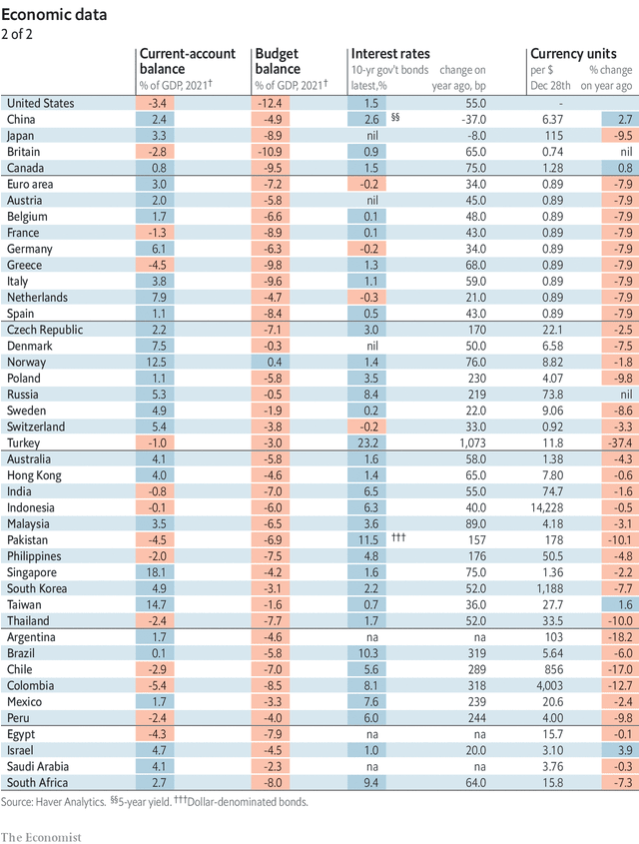 Economic data
2 of 2
Current-account balance % of GDP, 2021† Budget balance % of GDP, 2021† Interest rates 10-yr gov't bonds latest,% change on year ago, bp Currency units per $ Dec 28th % change on year ago
United States -3.4 -12.4 1.5 55.0 -
China 2.4 -4.9 2.6 §§ -37.0 6.37 2.7
Japan 3.3 -8.9 nil -8.0 115 -9.5
Britain -2.8 -10.9 0.9 65.0 0.74 nil
Canada 0.8 -9.5 1.5 75.0 1.28 0.8
Euro area 3.0 -7.2 -0.2 34.0 0.89 -7.9
Austria 2.0 -5.8 nil 45.0 0.89 -7.9
Belgium 1.7 -6.6 0.1 48.0 0.89 -7.9
France -1.3 -8.9 0.1 43.0 0.89 -7.9
Germany 6.1 -6.3 -0.2 34.0 0.89 -7.9
Greece -4.5 -9.8 1.3 68.0 0.89 -7.9
Italy 3.8 -9.6 1.1 59.0 0.89 -7.9
Netherlands 7.9 -4.7 -0.3 21.0 0.89 -7.9
Spain 1.1 -8.4 0.5 43.0 0.89 -7.9
Czech Republic 2.2 -7.1 3.0 170 22.1 -2.5
Denmark 7.5 -0.3 nil 50.0 6.58 -7.5
Norway 12.5 0.4 1.4 76.0 8.82 -1.8
Poland 1.1 -5.8 3.5 230 4.07 -9.8
Russia 5.3 -0.5 8.4 219 73.8 nil
Sweden 4.9 -1.9 0.2 22.0 9.06 -8.6
Switzerland 5.4 -3.8 -0.2 33.0 0.92 -3.3
Turkey -1.0 -3.0 23.2 1,073 11.8 -37.4
Australia 4.1 -5.8 1.6 58.0 1.38 -4.3
Hong Kong 4.0 -4.6 1.4 65.0 7.80 -0.6
India -0.8 -7.0 6.5 55.0 74.7 -1.6
Indonesia -0.1 -6.0 6.3 40.0 14,228 -0.5
Malaysia 3.5 -6.5 3.6 89.0 4.18 -3.1
Pakistan -4.5 -6.9 11.5 ††† 157 178 -10.1
Philippines -2.0 -7.5 4.8 176 50.5 -4.8
Singapore 18.1 -4.2 1.6 75.0 1.36 -2.2
South Korea 4.9 -3.1 2.2 52.0 1,188 -7.7
Taiwan 14.7 -1.6 0.7 36.0 27.7 1.6
Thailand -2.4 -7.7 1.7 52.0 33.5 -10.0
Argentina 1.7 -4.6 na na 103 -18.2
Brazil 0.1 -5.8 10.3 319 5.64 -6.0
Chile -2.9 -7.0 5.6 289 856 -17.0
Colombia -5.4 -8.5 8.1 318 4,003 -12.7
Mexico 1.7 -3.3 7.6 239 20.6 -2.4
Peru -2.4 -4.0 6.0 244 4.00 -9.8
Egypt -4.3 -7.9 na na 15.7 -0.1
Israel 4.7 -4.5 1.0 20.0 3.10 3.9
Saudi Arabia 4.1 -2.3 na na 3.76 -0.3
South Africa 2.7 -8.0 9.4 64.0 15.8 -7.3
Source: Haver Analytics. §§5-year yield. †††Dollar-denominated bonds.
The Economist